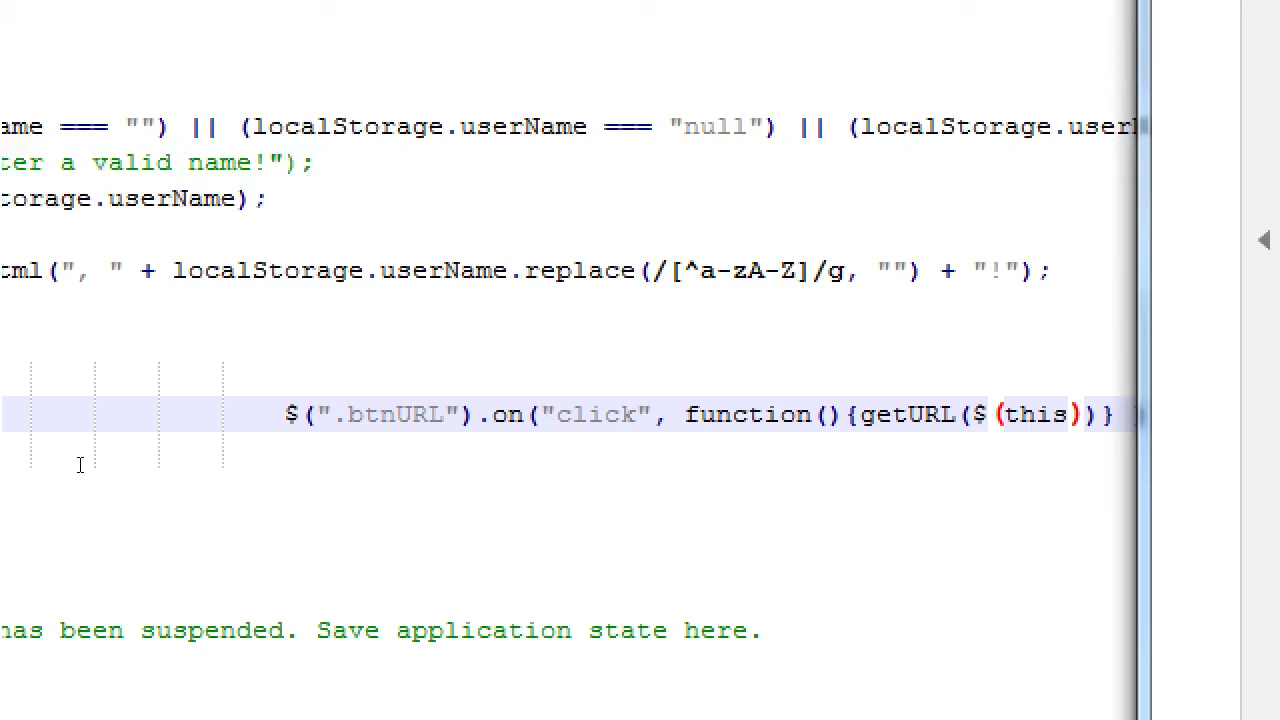 ame === "") || (localStorage.userName === "null") || (localStorage.user
ter a valid name!");
torage.userName);
tml(", " + localStorage.userName.replace(/[^a-zA-Z]/g, "") + "!");
$(".btnURL").on("click", function(){getURL($(this))}
has been suspended. Save application state here.